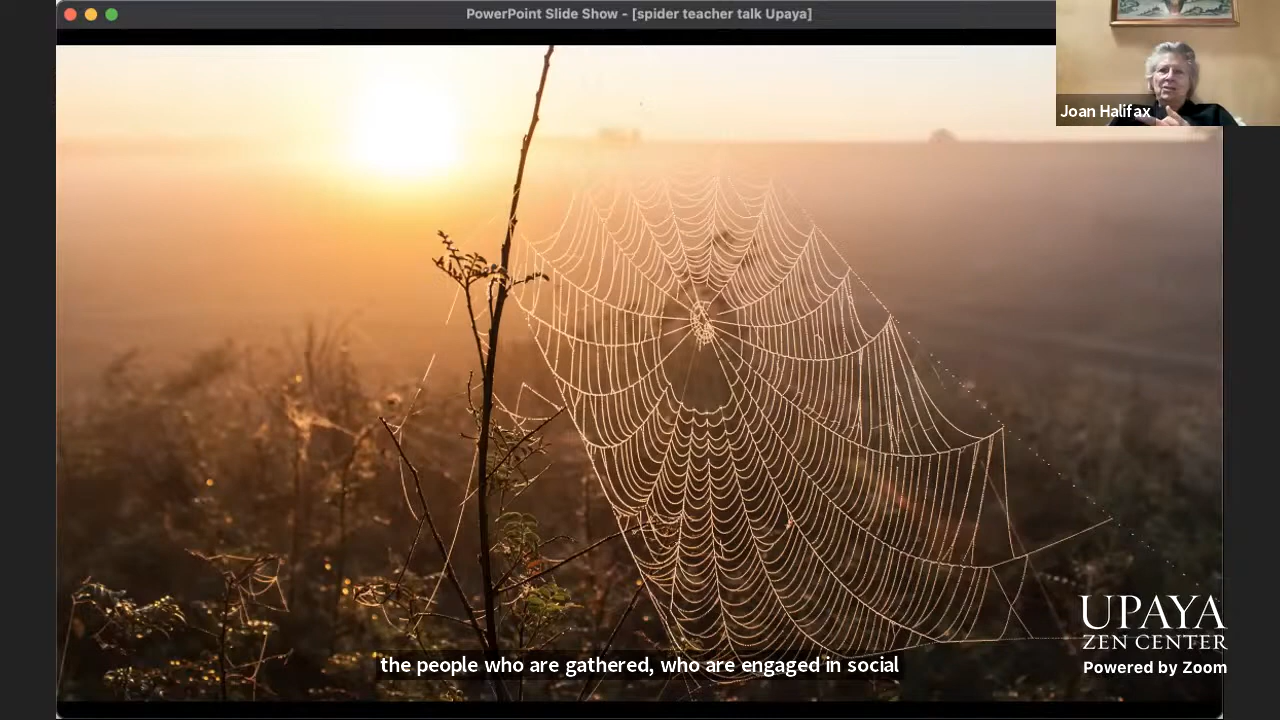 PowerPoint Slide Show - [spider teacher talk Upaya]
Joan Halifax
UPAYA
ZEN CENTER
Powered by Zoom
the people who are gathered, who are engaged in social